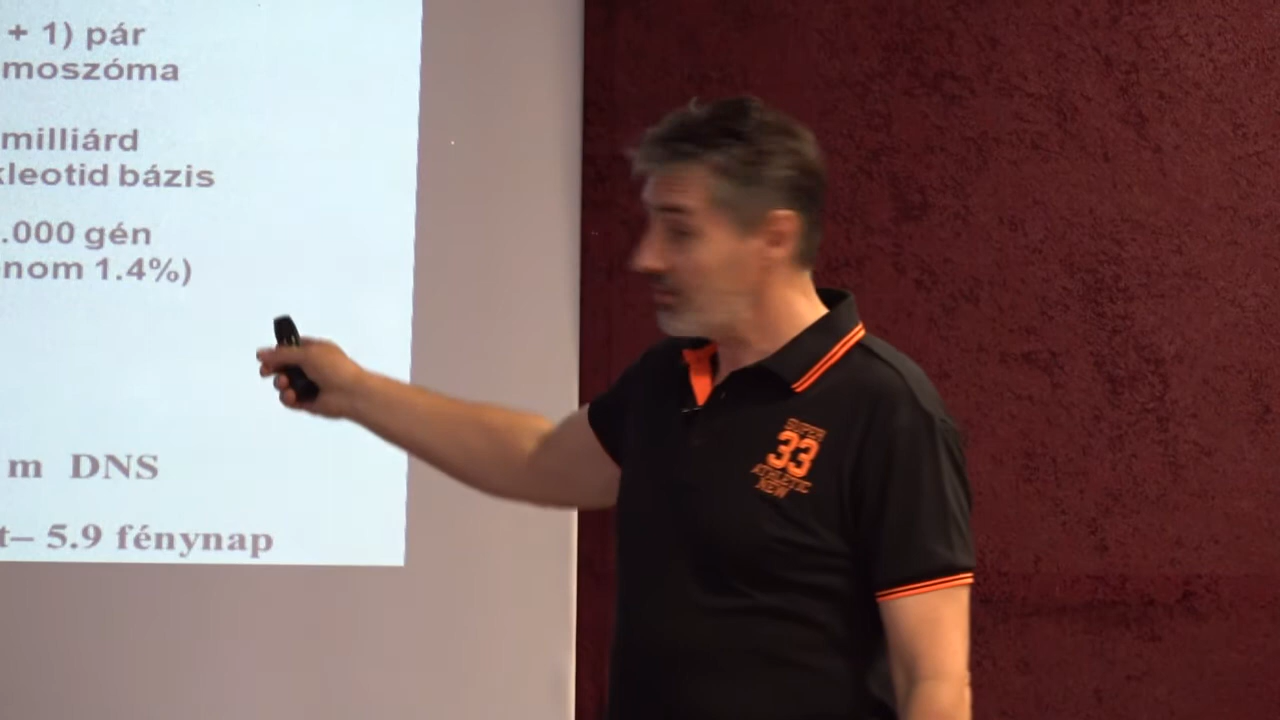 + 1) pár
moszóma
milliárd
kleotid bázis
.000 gén
nom 1.4%)
m DNS
t– 5.9 fénynap
SUPER
33
ATHLETIC
NEW